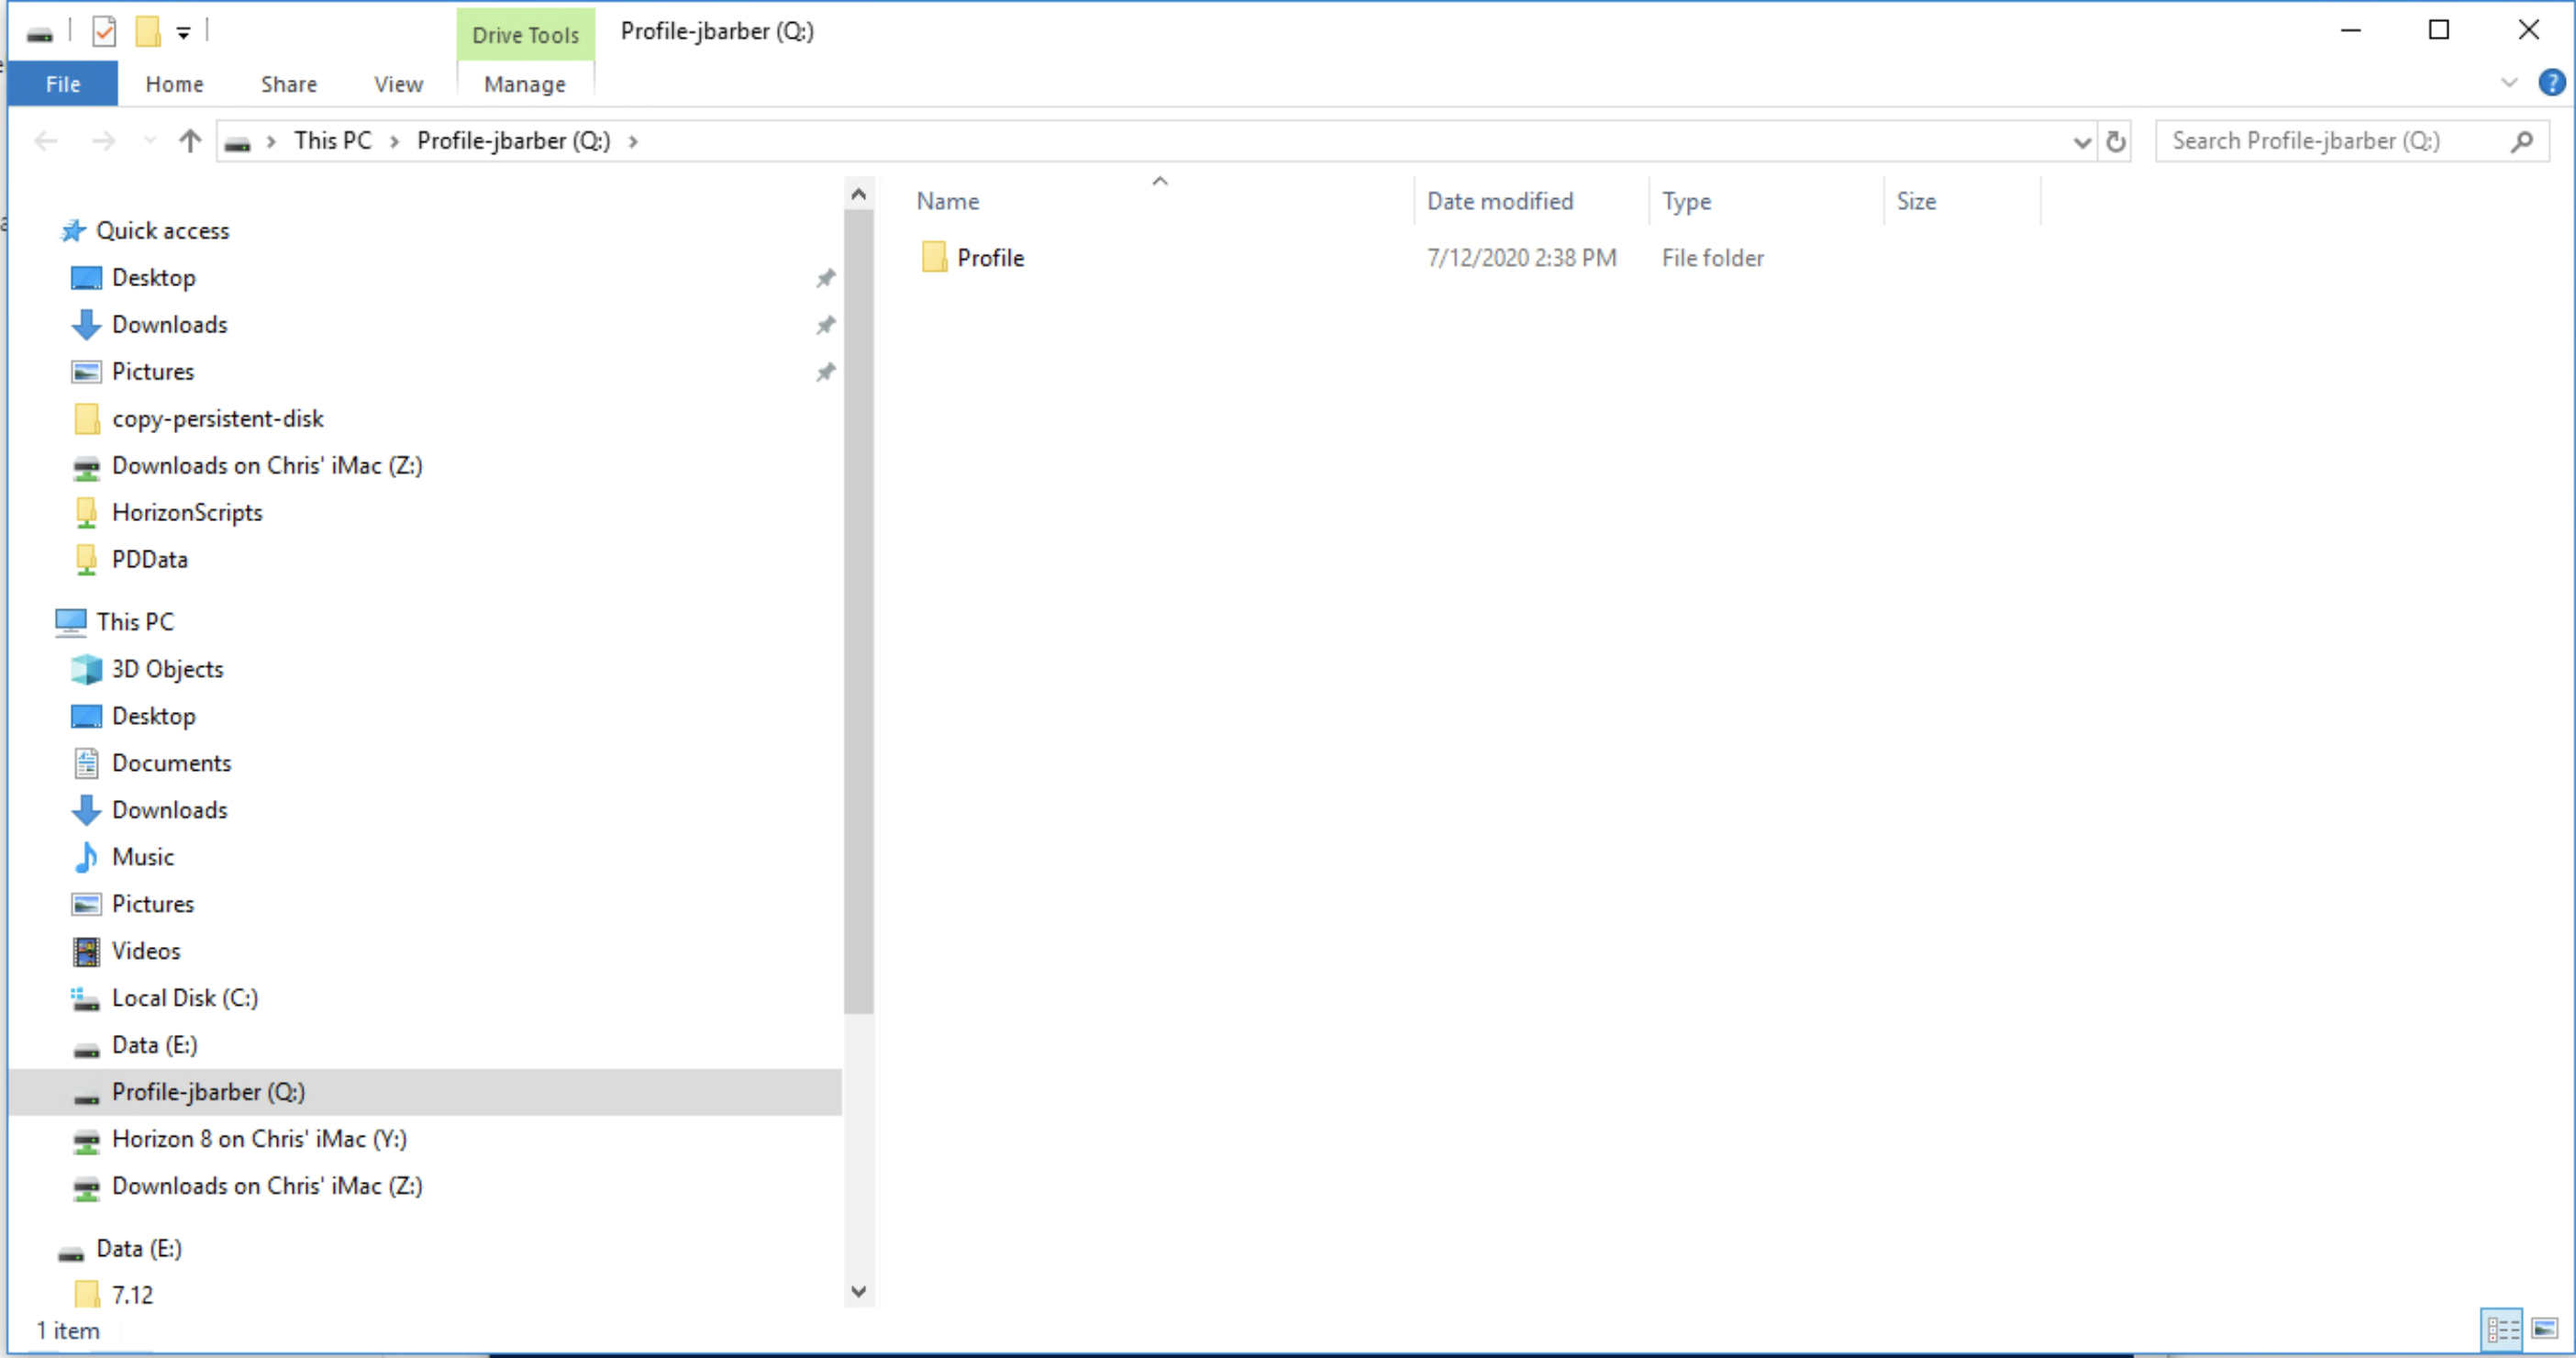 Drive Tools
Profile-jbarber (Q:)
File
Home
Share
View
Manage
?
This PC
Profile-jbarber (Q:)
Search Profile-jbarber (Q:)
Quick access
Desktop
Downloads
Pictures
copy-persistent-disk
Downloads on Chris' iMac (Z:)
HorizonScripts
PDData
This PC
3D Objects
Desktop
Documents
Downloads
Music
Pictures
Videos
Local Disk (C:)
Data (E:)
Profile-jbarber (Q:)
Horizon 8 on Chris' iMac (Y:)
Downloads on Chris' iMac (Z:)
Data (E:)
7.12
Name
Date modified
Type
Size
Profile
7/12/2020 2:38 PM
File folder
1 item